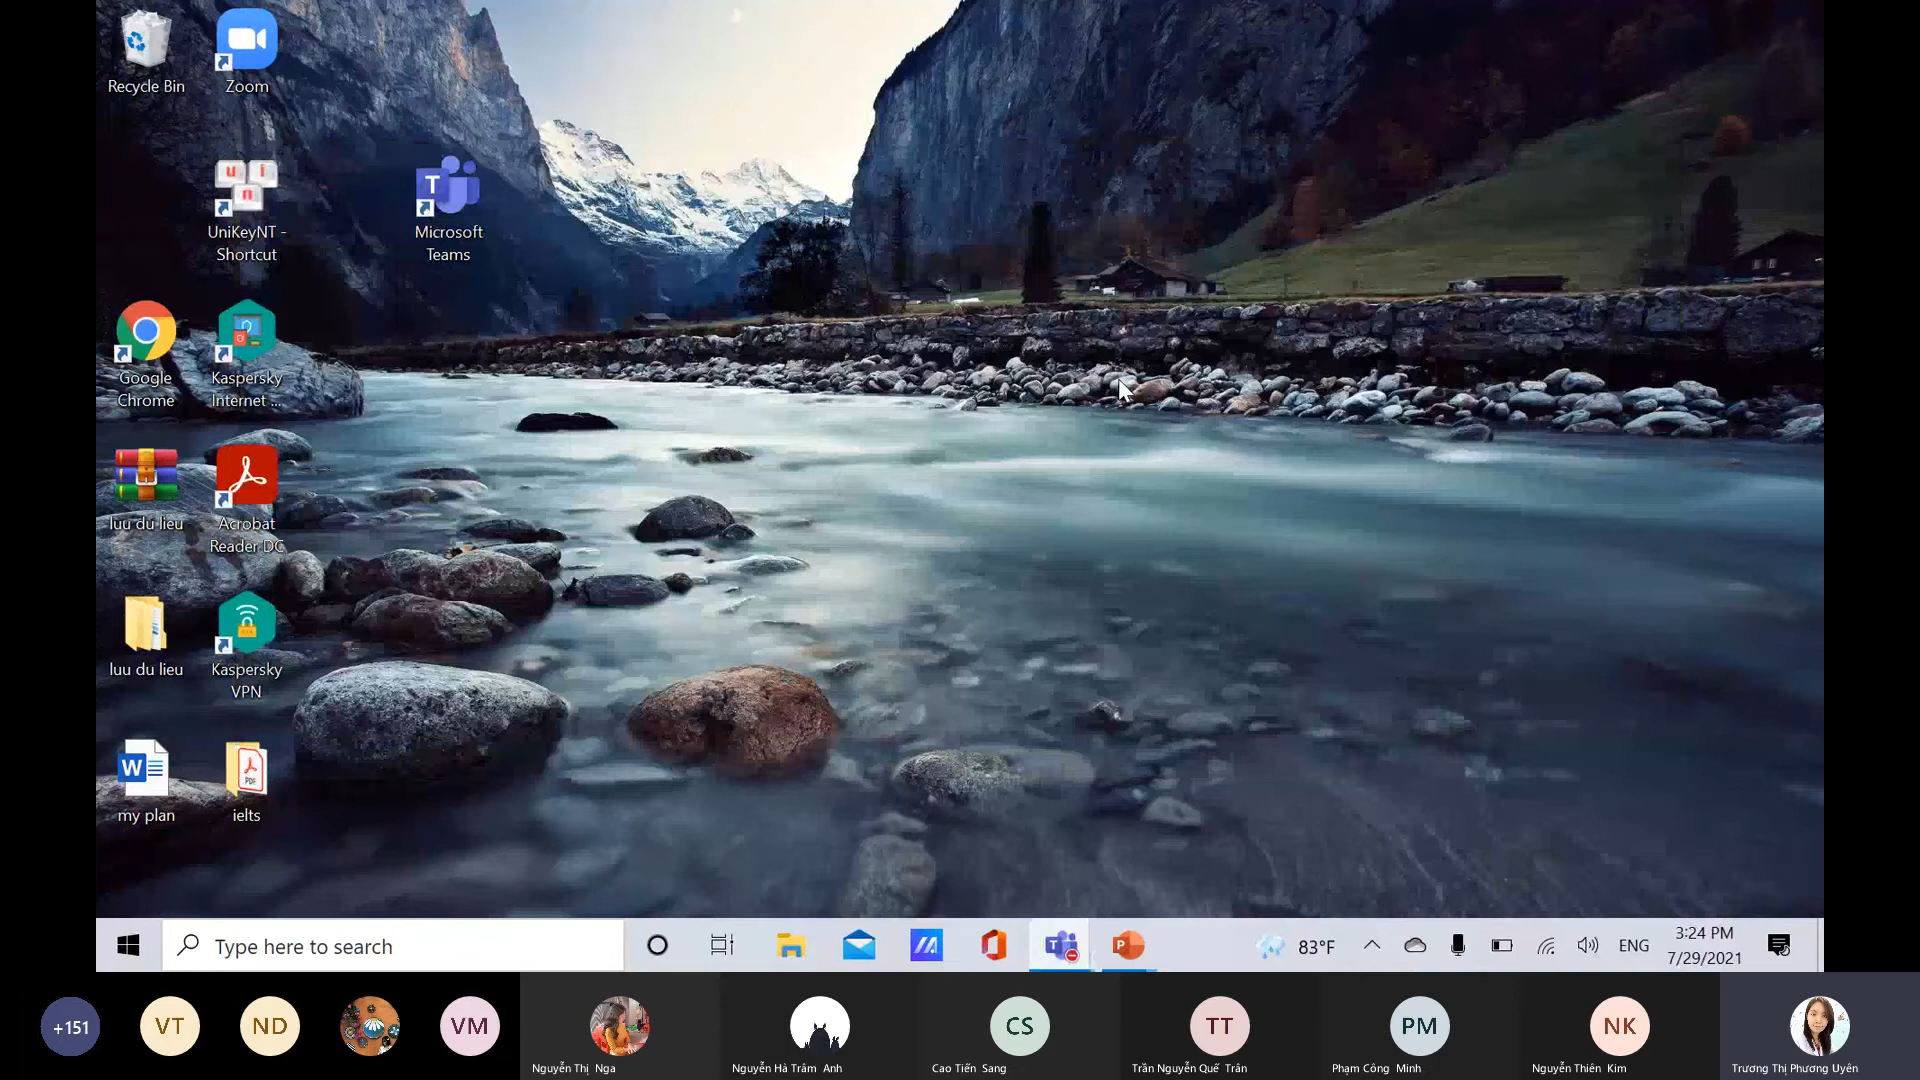 Recycle Bin
Zoom
u i
n
UniKeyNT -
Shortcut
T
Microsoft
Teams
Google
Chrome
Kaspersky
Internet ...
luu du lieu
Acrobat
Reader DC
luu du lieu
Kaspersky
VPN
W
PDF
my plan
ielts
Type here to search
T
P
83°F
ENG
3:24 PM
7/29/2021
+151
VT
ND
VM
Nguyễn Thị Nga
Nguyễn Hà Trâm Anh
CS
Cao Tiến Sang
TT
Trần Nguyễn Quế Trân
PM
Phạm Công Minh
NK
Nguyễn Thiên Kim
Trương Thị Phương Uyên